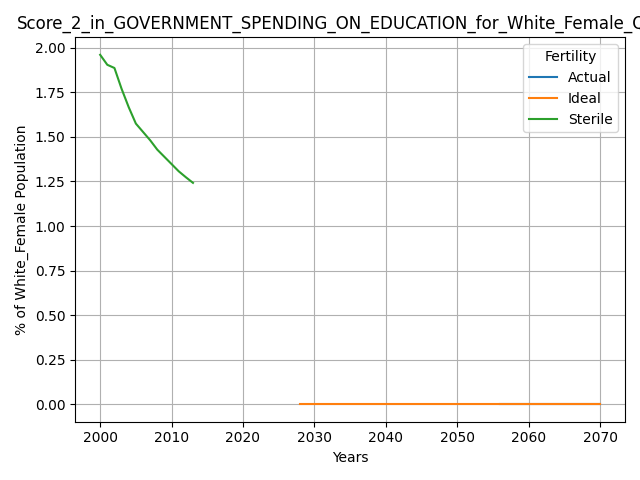 Score_2_in_GOVERNMENT_SPENDING_ON_EDUCATION_for_White_Female_C
Fertility
Actual
Ideal
Sterile
% of White_Female Population
2.00
1.75
1.50
1.25
1.00
0.75
0.50
0.25
0.00
2000 2010 2020 2030 2040 2050 2060 2070
Years